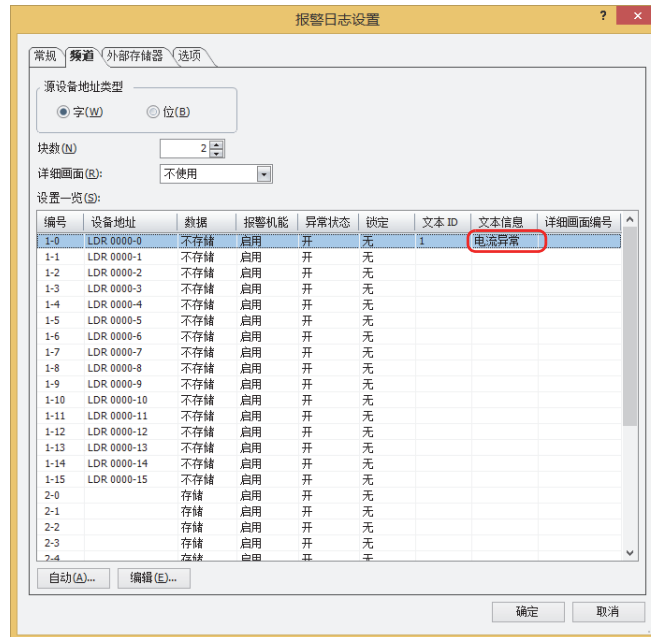 报警日志设置 ? ×
常规 频道 外部存储器 选项
源设备地址类型
字(W) 位(B)
块数(N) 2
详细画面(R): 不使用
设置一览(S):
编号 设备地址 数据 报警机能 异常状态 锁定 文本 ID 文本信息 详细画面编号
1-0 LDR 0000-0 不存储 启用 开 无 1 电流异常
1-1 LDR 0000-1 不存储 启用 开 无
1-2 LDR 0000-2 不存储 启用 开 无
1-3 LDR 0000-3 不存储 启用 开 无
1-4 LDR 0000-4 不存储 启用 开 无
1-5 LDR 0000-5 不存储 启用 开 无
1-6 LDR 0000-6 不存储 启用 开 无
1-7 LDR 0000-7 不存储 启用 开 无
1-8 LDR 0000-8 不存储 启用 开 无
1-9 LDR 0000-9 不存储 启用 开 无
1-10 LDR 0000-10 不存储 启用 开 无
1-11 LDR 0000-11 不存储 启用 开 无
1-12 LDR 0000-12 不存储 启用 开 无
1-13 LDR 0000-13 不存储 启用 开 无
1-14 LDR 0000-14 不存储 启用 开 无
1-15 LDR 0000-15 不存储 启用 开 无
2-0 存储 启用 开 无
2-1 存储 启用 开 无
2-2 存储 启用 开 无
2-3 存储 启用 开 无
2-4 存储 启用 开 无
自动(A)... 编辑(E)...
确定 取消